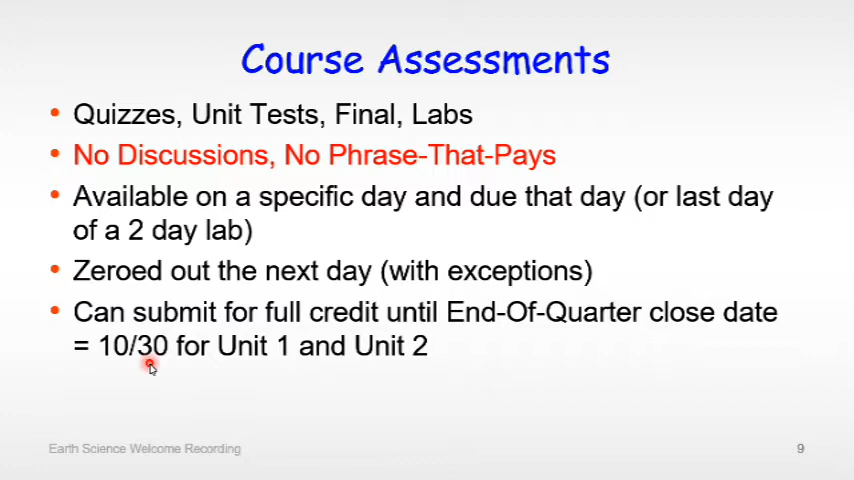 Course Assessments
• Quizzes, Unit Tests, Final, Labs
• No Discussions, No Phrase-That-Pays
• Available on a specific day and due that day (or last day
of a 2 day lab)
• Zeroed out the next day (with exceptions)
• Can submit for full credit until End-Of-Quarter close date
= 10/30 for Unit 1 and Unit 2
Earth Science Welcome Recording
9